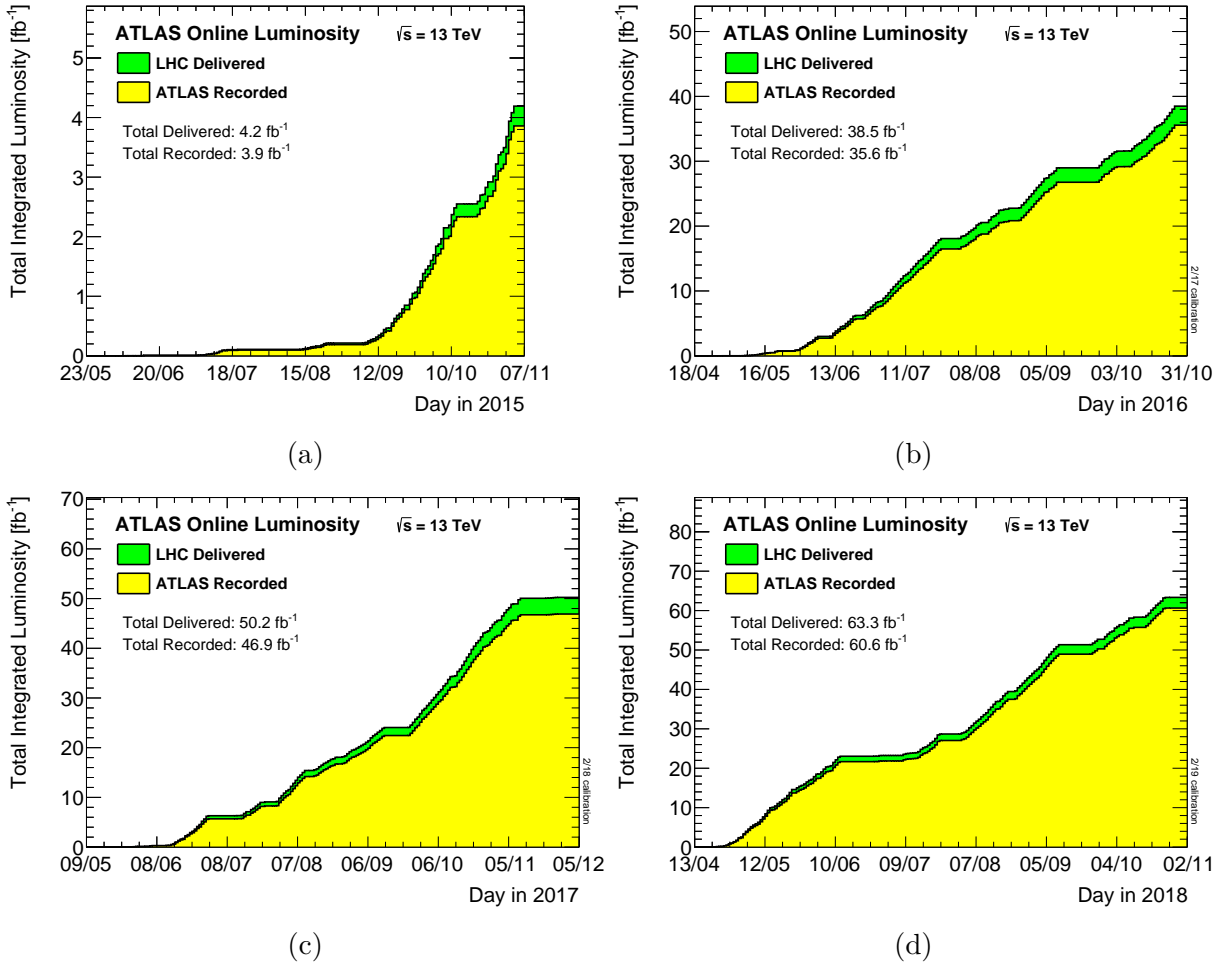 Total Integrated Luminosity [fb⁻¹]
ATLAS Online Luminosity √s = 13 TeV
LHC Delivered
ATLAS Recorded
Total Delivered: 4.2 fb⁻¹
Total Recorded: 3.9 fb⁻¹
5
4
3
2
1
0
23/05 20/06 18/07 15/08 12/09 10/10 07/11
Day in 2015
(a)
Total Integrated Luminosity [fb⁻¹]
ATLAS Online Luminosity √s = 13 TeV
LHC Delivered
ATLAS Recorded
Total Delivered: 38.5 fb⁻¹
Total Recorded: 35.6 fb⁻¹
50
40
30
20
10
0
2/17 calibration
18/04 16/05 13/06 11/07 08/08 05/09 03/10 31/10
Day in 2016
(b)
Total Integrated Luminosity [fb⁻¹]
ATLAS Online Luminosity √s = 13 TeV
LHC Delivered
ATLAS Recorded
Total Delivered: 50.2 fb⁻¹
Total Recorded: 46.9 fb⁻¹
70
60
50
40
30
20
10
0
2/18 calibration
09/05 08/06 08/07 07/08 06/09 06/10 05/11 05/12
Day in 2017
(c)
Total Integrated Luminosity [fb⁻¹]
ATLAS Online Luminosity √s = 13 TeV
LHC Delivered
ATLAS Recorded
Total Delivered: 63.3 fb⁻¹
Total Recorded: 60.6 fb⁻¹
80
70
60
50
40
30
20
10
0
2/19 calibration
13/04 12/05 10/06 09/07 07/08 05/09 04/10 02/11
Day in 2018
(d)